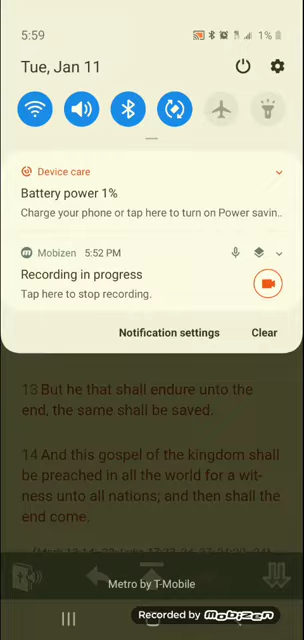 5:59
1%
Tue, Jan 11
Device care
Battery power 1%
Charge your phone or tap here to turn on Power savin..
m Mobizen 5:52 PM
Recording in progress
Tap here to stop recording.
Notification settings Clear
13 But he that shall endure unto the
end, the same shall be saved.
14 And this gospel of the kingdom shall
be preached in all the world for a wit-
ness unto all nations; and then shall the
end come.
Metro by T-Mobile
Recorded by mobizen